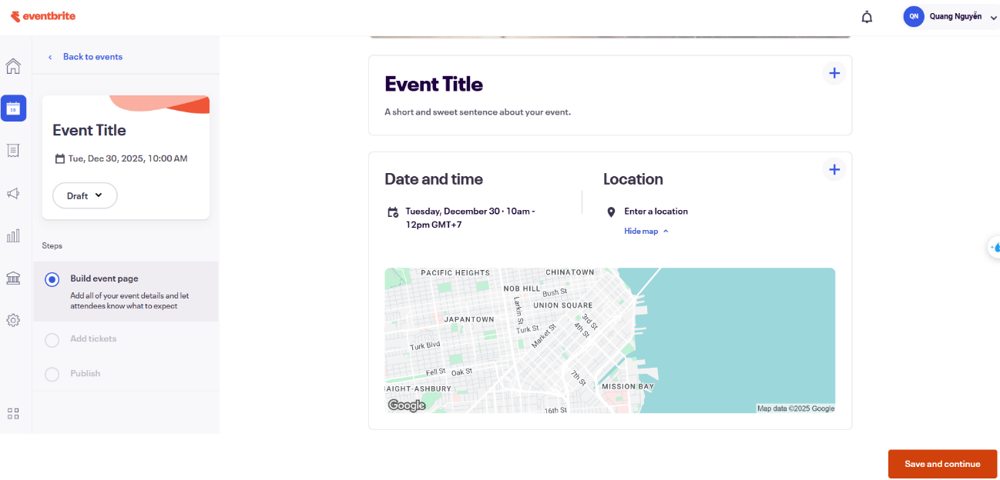 eventbrite
QN
Quang Nguyễn
Back to events
Event Title
Tue, Dec 30, 2025, 10:00 AM
Draft
Steps
Build event page
Add all of your event details and let
attendees know what to expect
Add tickets
Publish
Event Title
A short and sweet sentence about your event.
Date and time
Tuesday, December 30 · 10am -
12pm GMT+7
Location
Enter a location
Hide map
PACIFIC HEIGHTS
CHINATOWN
NOB HILL
Bush St
Larkin St
UNION SQUARE
JAPANTOWN
3rd St
4th St
Turk St
Market St
Turk Blvd
Fell St
Oak St
7th St
MISSION BAY
AIGHT-ASHBURY
16th St
Google
Map data ©2025 Google
Save and continue